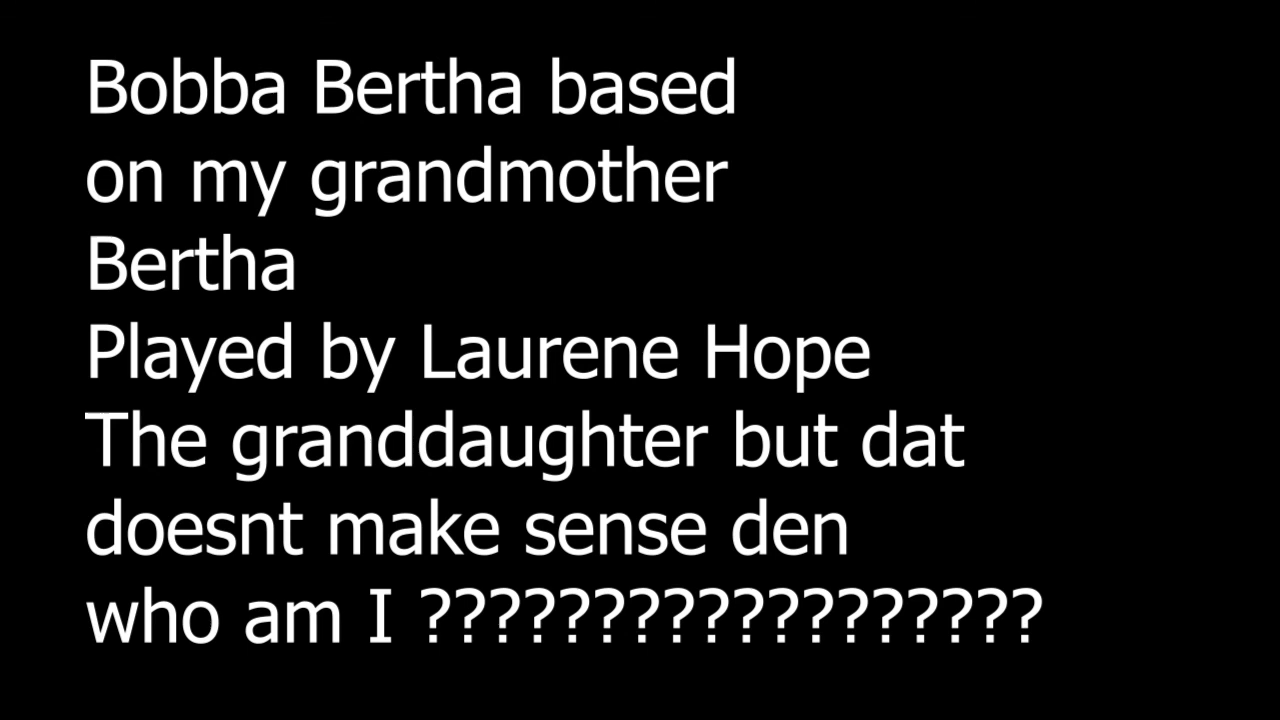 Bobba Bertha based
on my grandmother
Bertha
Played by Laurene Hope
The granddaughter but dat
doesnt make sense den
who am I ??????????????????